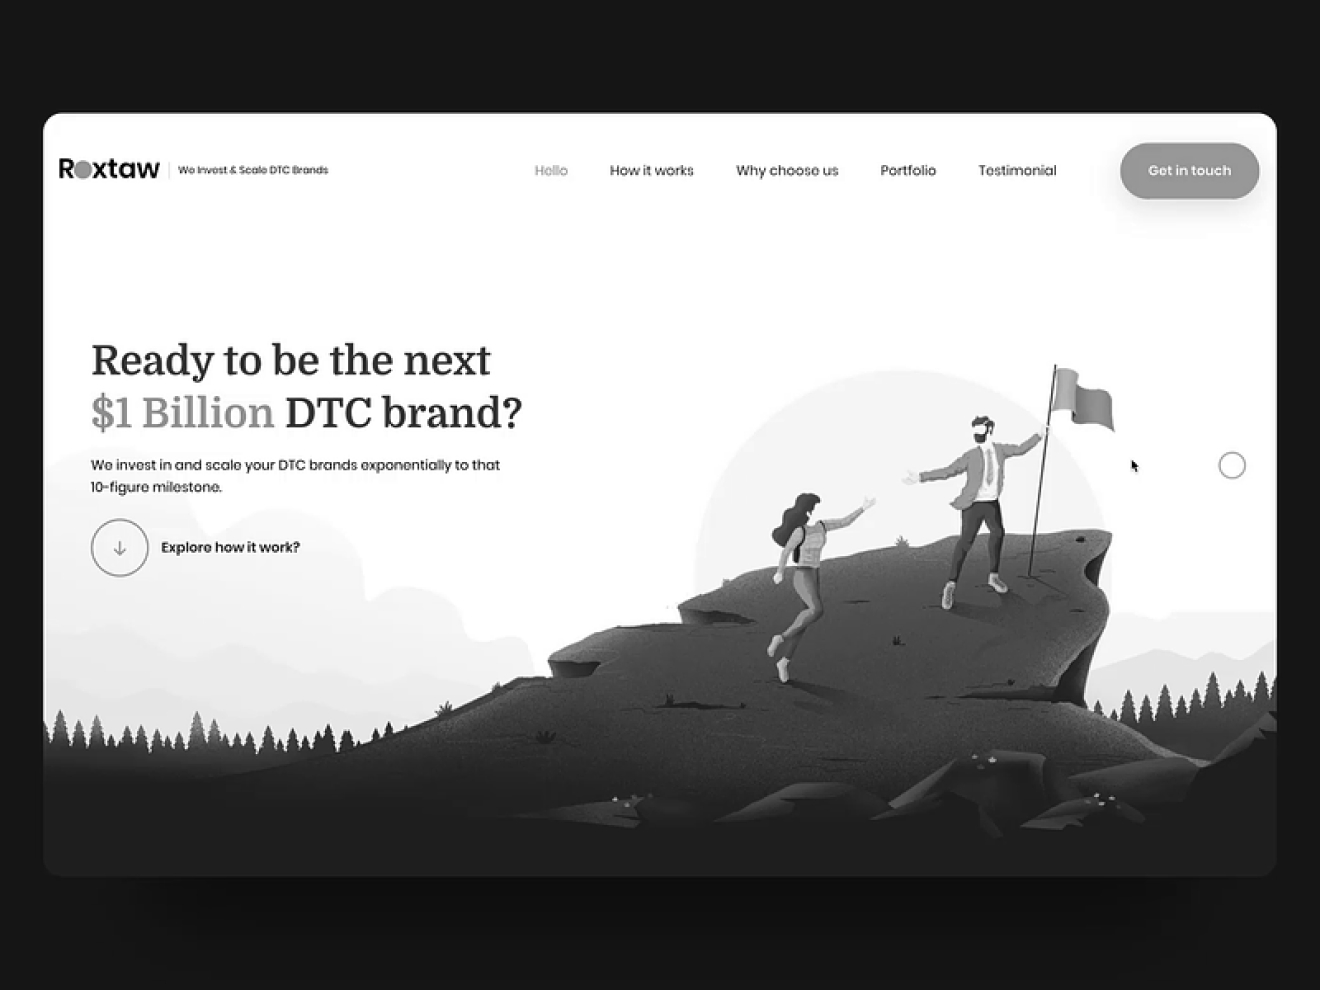 Roxtaw
We Invest & Scale DTC Brands
Hello
How it works
Why choose us
Portfolio
Testimonial
Get in touch
Ready to be the next
$1 Billion DTC brand?
We invest in and scale your DTC brands exponentially to that
10-figure milestone.
Explore how it work?